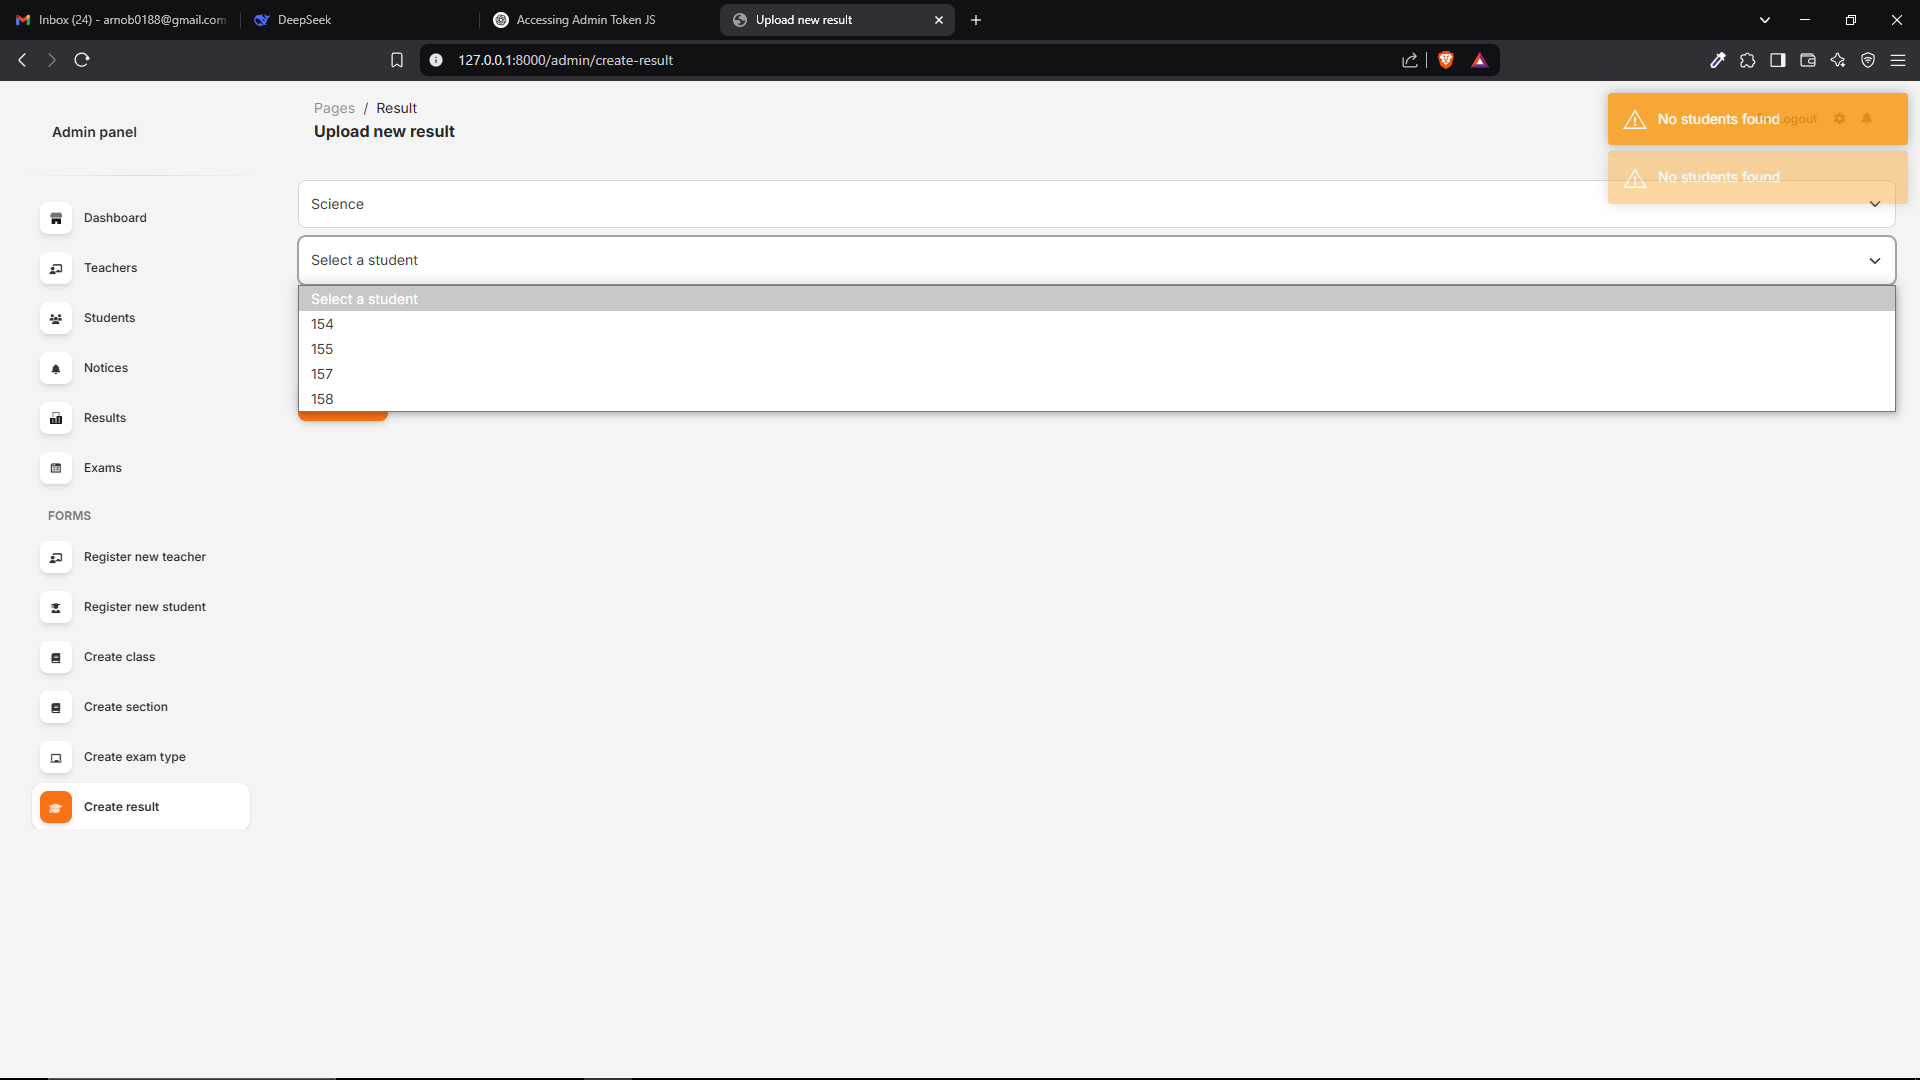 Inbox (24) - arnob0188@gmail.com
DeepSeek
Accessing Admin Token JS
Upload new result
127.0.0.1:8000/admin/create-result
Admin panel
Pages / Result
Upload new result
No students found
Logout
No students found
Science
Select a student
Select a student
154
155
157
158
Dashboard
Teachers
Students
Notices
Results
Exams
FORMS
Register new teacher
Register new student
Create class
Create section
Create exam type
Create result